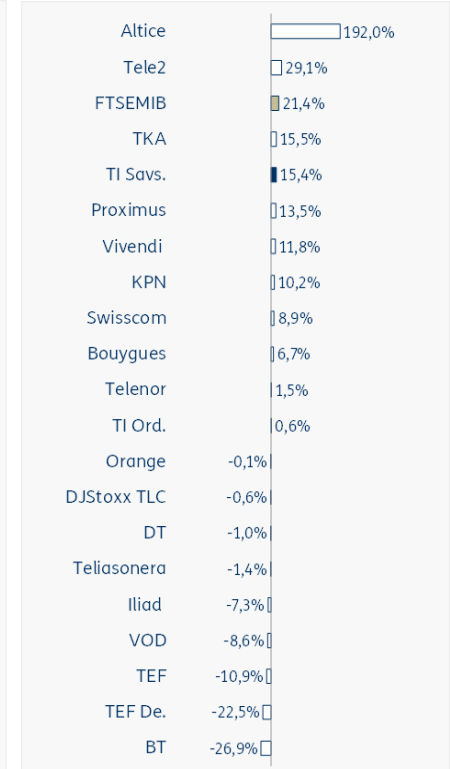 Altice 192,0%
Tele2 29,1%
FTSEMIB 21,4%
TKA 15,5%
TI Savs. 15,4%
Proximus 13,5%
Vivendi 11,8%
KPN 10,2%
Swisscom 8,9%
Bouygues 6,7%
Telenor 1,5%
TI Ord. 0,6%
Orange -0,1%
DJStoxx TLC -0,6%
DT -1,0%
Teliasonera -1,4%
Iliad -7,3%
VOD -8,6%
TEF -10,9%
TEF De. -22,5%
BT -26,9%